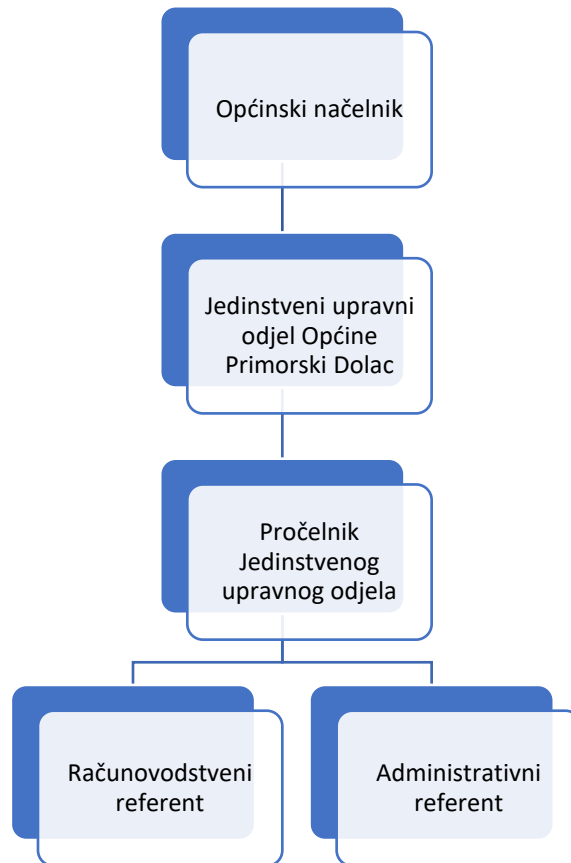 Općinski načelnik
Jedinstveni upravni
odjel Općine
Primorski Dolac
Pročelnik
Jedinstvenog
upravnog odjela
Računovodstveni
referent
Administrativni
referent